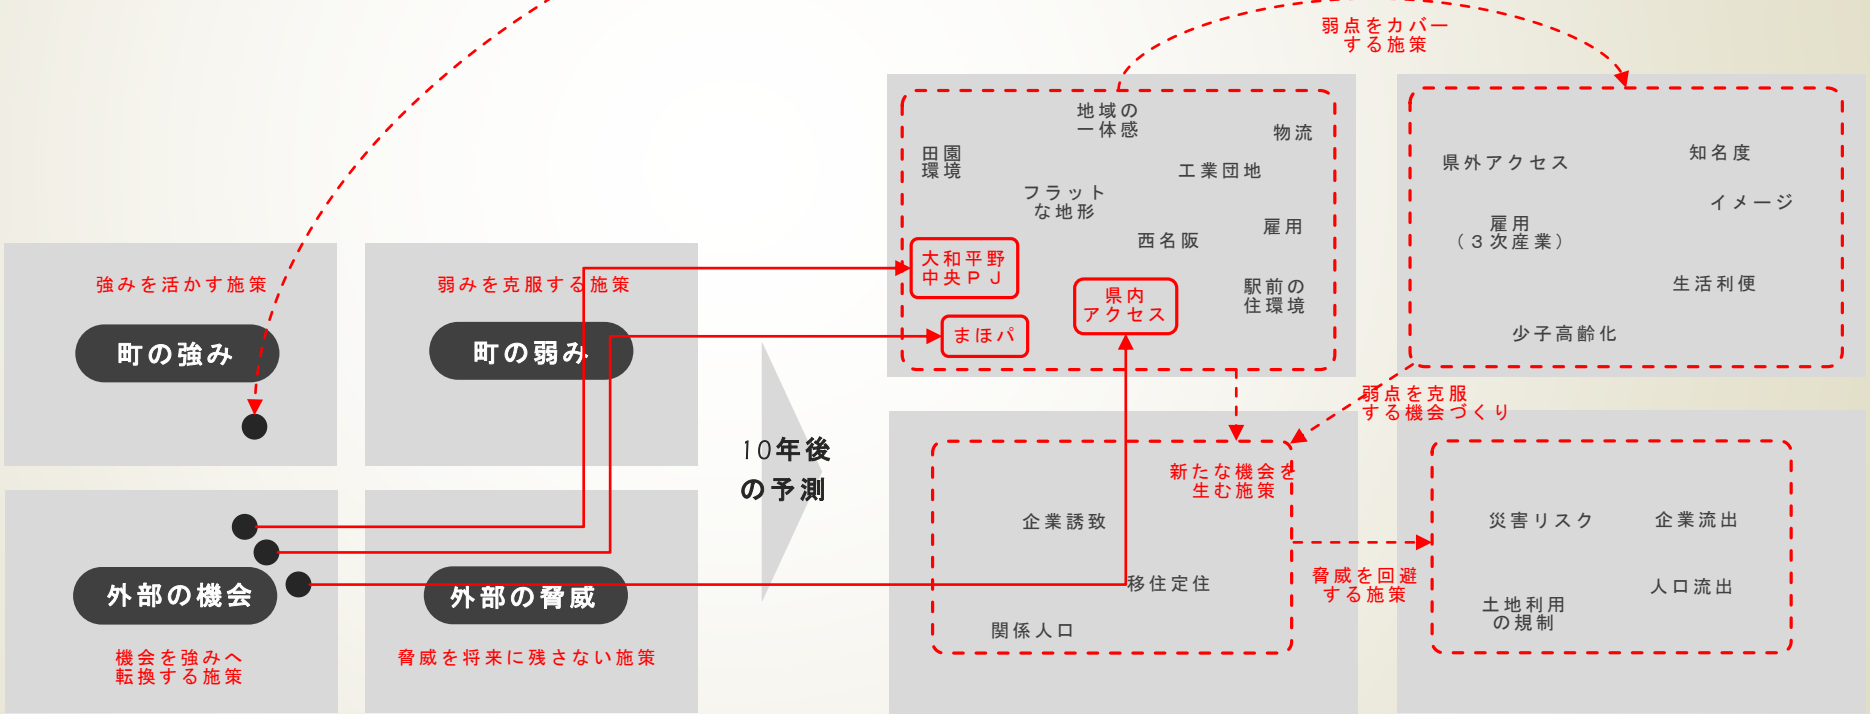 弱点をカバー
する施策
地域の
一体感
物流
田園
環境
工業団地
フラット
な地形
西名阪
雇用
大和平野
中央PJ
県内
アクセス
駅前の
住環境
まほパ
県外アクセス
知名度
イメージ
雇用
（3次産業）
生活利便
少子高齢化
強みを活かす施策
町の強み
弱みを克服する施策
町の弱み
10年後
の予測
弱点を克服
する機会づくり
新たな機会を
生む施策
企業誘致
移住定住
関係人口
脅威を回避
する施策
災害リスク
企業流出
土地利用
の規制
人口流出
外部の機会
機会を強みへ
転換する施策
外部の脅威
脅威を将来に残さない施策